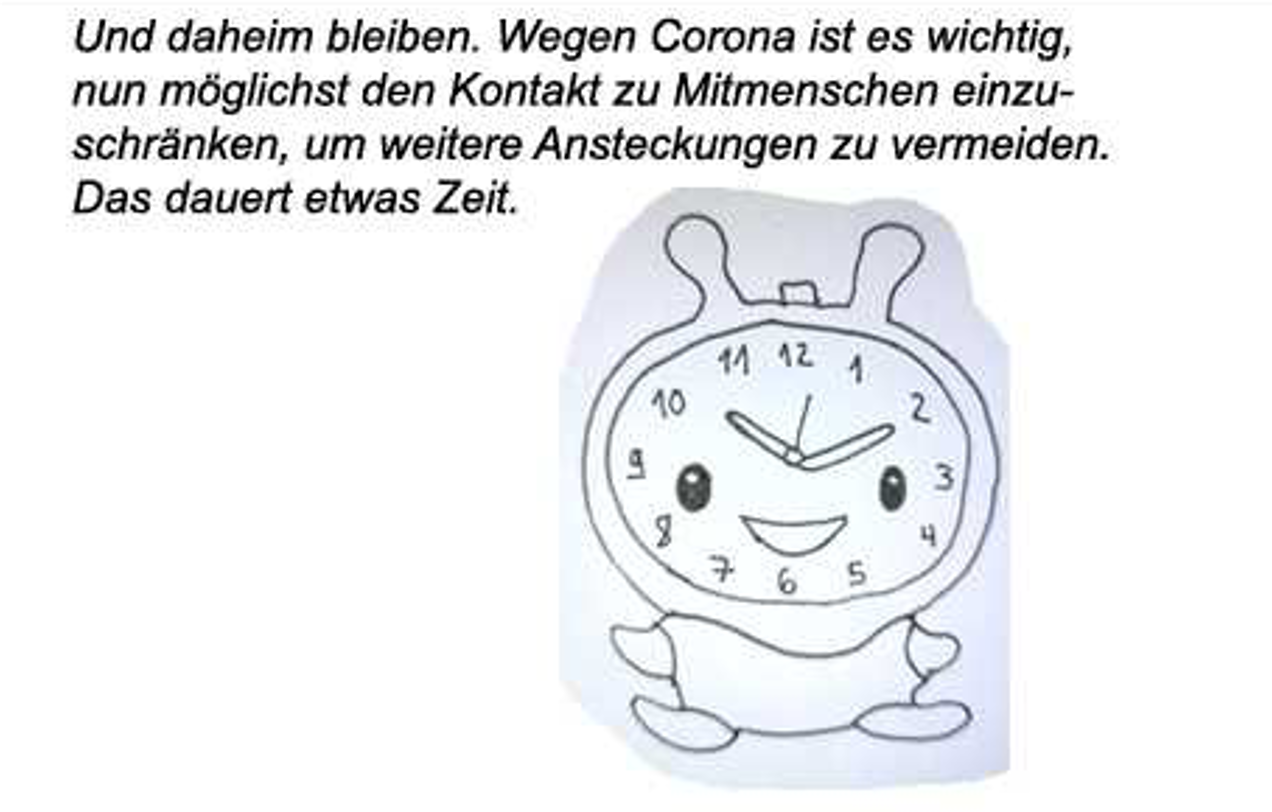 Und daheim bleiben. Wegen Corona ist es wichtig,
nun möglichst den Kontakt zu Mitmenschen einzu-
schränken, um weitere Ansteckungen zu vermeiden.
Das dauert etwas Zeit.
11 12 1
10 2
9 3
8 4
7 6 5